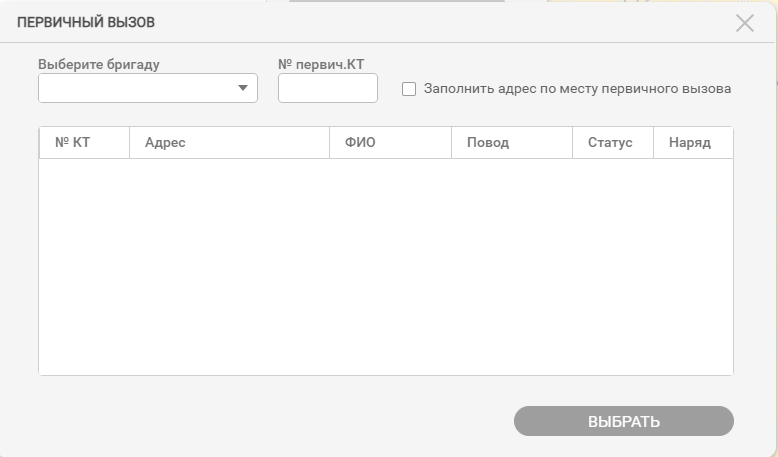 ПЕРВИЧНЫЙ ВЫЗОВ
Выберите бригаду
№ первич.КТ
Заполнить адрес по месту первичного вызова
№ КТ Адрес ФИО Повод Статус Наряд
ВЫБРАТЬ